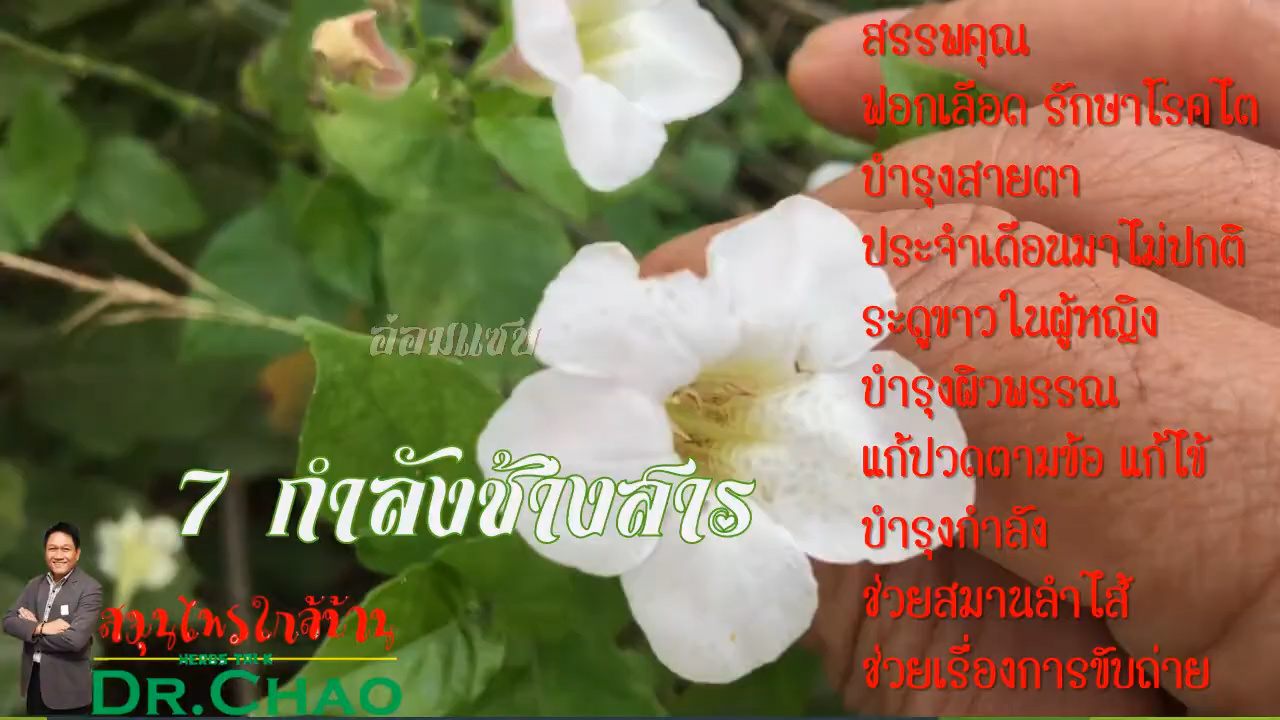 สรรพคุณ
ฟอกเลือด รักษาโรคไต
บำรุงสายตา
ประจำเดือนมาไม่ปกติ
ระดูขาว ในผู้หญิง
บำรุงผิวพรรณ
แก้ปวดตามข้อ แก้ไข้
บำรุงกำลัง
ช่วยสมานลำไส้
ช่วยเรื่องการขับถ่าย
อ่อมแซบ
7 กำลังช้างสาร
สมุนไพรใกล้บ้าน
HERBS TALK
DR.CHAO